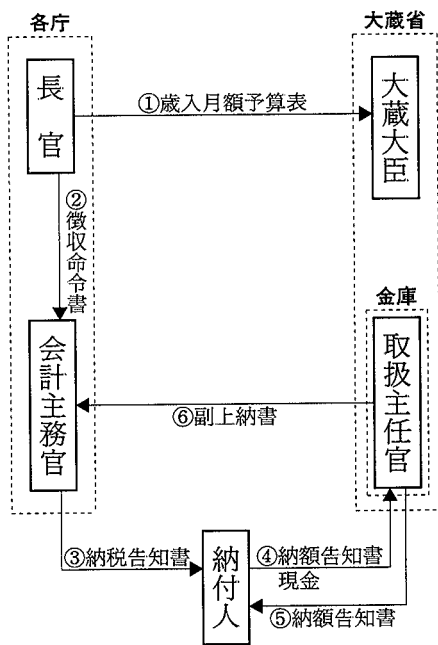 各庁
大蔵省
長官
①歳入月額予算表
大蔵大臣
②徴収命令書
金庫
会計主務官
取扱主任官
⑥副上納書
③納税告知書
納付人
④納額告知書
現金
⑤納額告知書